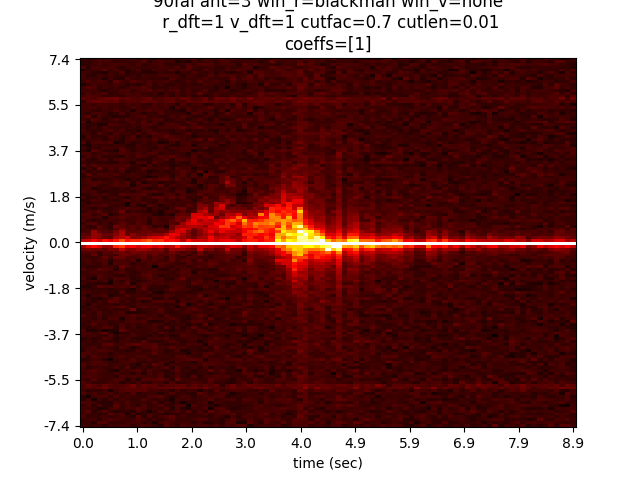 90fal ant=3 win_r=blackman win_v=none
r_dft=1 v_dft=1 cutfac=0.7 cutlen=0.01
coeffs=[1]
7.4
5.5
3.7
1.8
0.0
-1.8
-3.7
-5.5
-7.4
velocity (m/s)
0.0 1.0 2.0 3.0 4.0 4.9 5.9 6.9 7.9 8.9
time (sec)